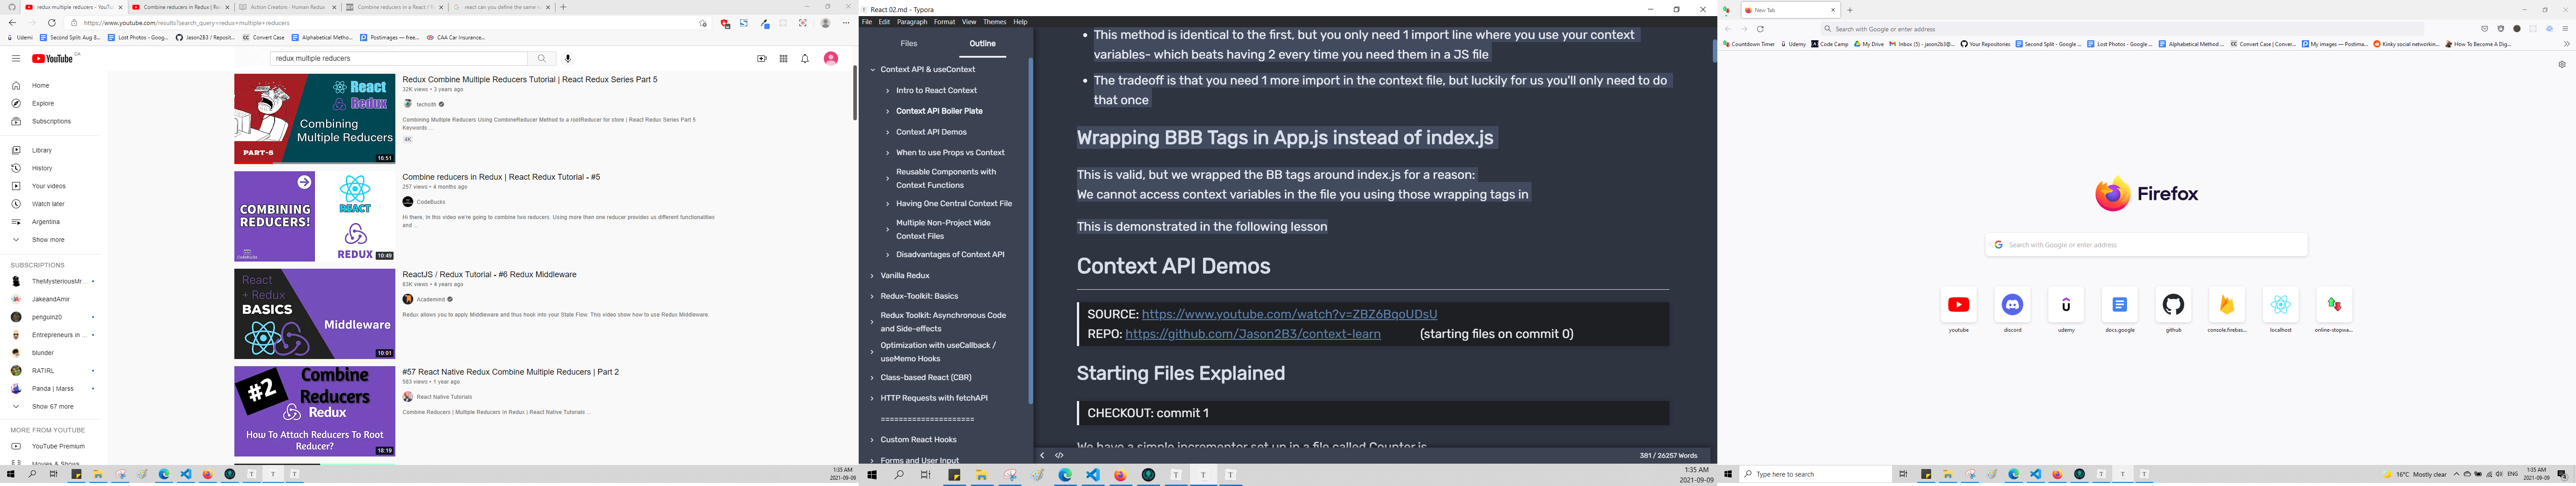 redux multiple reducers - YouTu
Combine reducers in Redux | Re
Action Creators - Human Redux
Combine reducers in a React / 
react can you define the same v
https://www.youtube.com/results?search_query=redux+multiple+reducers
Udemi
Second Split: Aug 8...
Lost Photos - Goog...
Jason2B3 / Reposit...
CC Convert Case
Alphabetical Metho...
Postimages — free...
CAA Car Insurance...
YouTube CA
redux multiple reducers
Home
Explore
Subscriptions
Library
History
Your videos
Watch later
Argentina
Show more
SUBSCRIPTIONS
TheMysteriousMr...
JakeandAmir
penguinz0
Entrepreneurs in ...
blunder
RATIRL
Panda | Marss
Show 67 more
MORE FROM YOUTUBE
YouTube Premium
Movies & Shows
React
Redux
Combining
Multiple Reducers
PART-5
16:51
Redux Combine Multiple Reducers Tutorial | React Redux Series Part 5
32K views • 3 years ago
techsith
Combining Multiple Reducers Using CombineReducer Method to a rootReducer for store | React Redux Series Part 5
Keywords ...
4K
COMBINING
REDUCERS!
REACT
REDUX
CodeBucks
10:49
Combine reducers in Redux | React Redux Tutorial - #5
257 views • 4 months ago
CodeBucks
Hi there, In this video we're going to combine two reducers. Using more then one reducer provides us different functionalities
and ...
React
+ Redux
BASICS
Middleware
10:01
ReactJS / Redux Tutorial - #6 Redux Middleware
83K views • 4 years ago
Academind
Redux allows you to apply Middleware and thus hook into your State Flow. This video show how to use Redux Middleware.
#2
Combine
Reducers
Redux
How To Attach Reducers To Root
Reducer?
18:19
#57 React Native Redux Combine Multiple Reducers | Part 2
583 views • 1 year ago
React Native Tutorials
Combine Reducers | Multiple Reducers in Redux | React Native Tutorials ...
1:35 AM
2021-09-09
React 02.md - Typora
File Edit Paragraph Format View Themes Help
Files
Outline
Context API & useContext
Intro to React Context
Context API Boiler Plate
Context API Demos
When to use Props vs Context
Reusable Components with
Context Functions
Having One Central Context File
Multiple Non-Project Wide
Context Files
Disadvantages of Context API
Vanilla Redux
Redux-Toolkit: Basics
Redux Toolkit: Asynchronous Code
and Side-effects
Optimization with useCallback /
useMemo Hooks
Class-based React (CBR)
HTTP Requests with fetchAPI
=====================
Custom React Hooks
Forms and User Input
• This method is identical to the first, but you only need 1 import line where you use your context
variables- which beats having 2 every time you need them in a JS file
• The tradeoff is that you need 1 more import in the context file, but luckily for us you'll only need to do
that once
Wrapping BBB Tags in App.js instead of index.js
This is valid, but we wrapped the BB tags around index.js for a reason:
We cannot access context variables in the file you using those wrapping tags in
This is demonstrated in the following lesson
Context API Demos
SOURCE: https://www.youtube.com/watch?v=ZBZ6BqoUDsU
REPO: https://github.com/Jason2B3/context-learn (starting files on commit 0)
Starting Files Explained
CHECKOUT: commit 1
We have a simple incrementor set up in a file called Counter.js
381 / 26257 Words
1:35 AM
2021-09-09
New Tab
Search with Google or enter address
Countdown Timer
Udemy
Code Camp
My Drive
Inbox (5) - jason2b3@...
Your Repositories
Second Split - Google ...
Lost Photos - Google ...
Alphabetical Method ...
CC Convert Case | Conver...
My images — Postima...
Kinky social networkin...
How To Become A Dig...
Firefox
Search with Google or enter address
youtube
discord
udemy
docs.google
github
console.firebas...
localhost
online-stopwa...
Type here to search
16°C Mostly clear
ENG
1:35 AM
2021-09-09